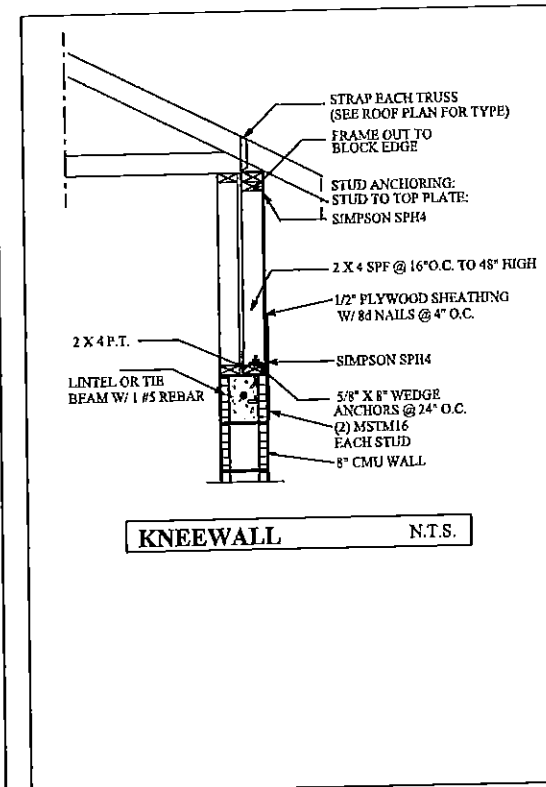 STRAP EACH TRUSS
(SEE ROOF PLAN FOR TYPE)
FRAME OUT TO
BLOCK EDGE
STUD ANCHORING:
STUD TO TOP PLATE:
SIMPSON SPH4
2 X 4 SPF @ 16"O.C. TO 48" HIGH
1/2" PLYWOOD SHEATHING
W/ 8d NAILS @ 4" O.C.
2 X 4 P.T.
SIMPSON SPH4
LINTEL OR TIE
BEAM W/ 1 #5 REBAR
5/8" X 8" WEDGE
ANCHORS @ 24" O.C.
(2) MSTM16
EACH STUD
8" CMU WALL
KNEEWALL N.T.S.